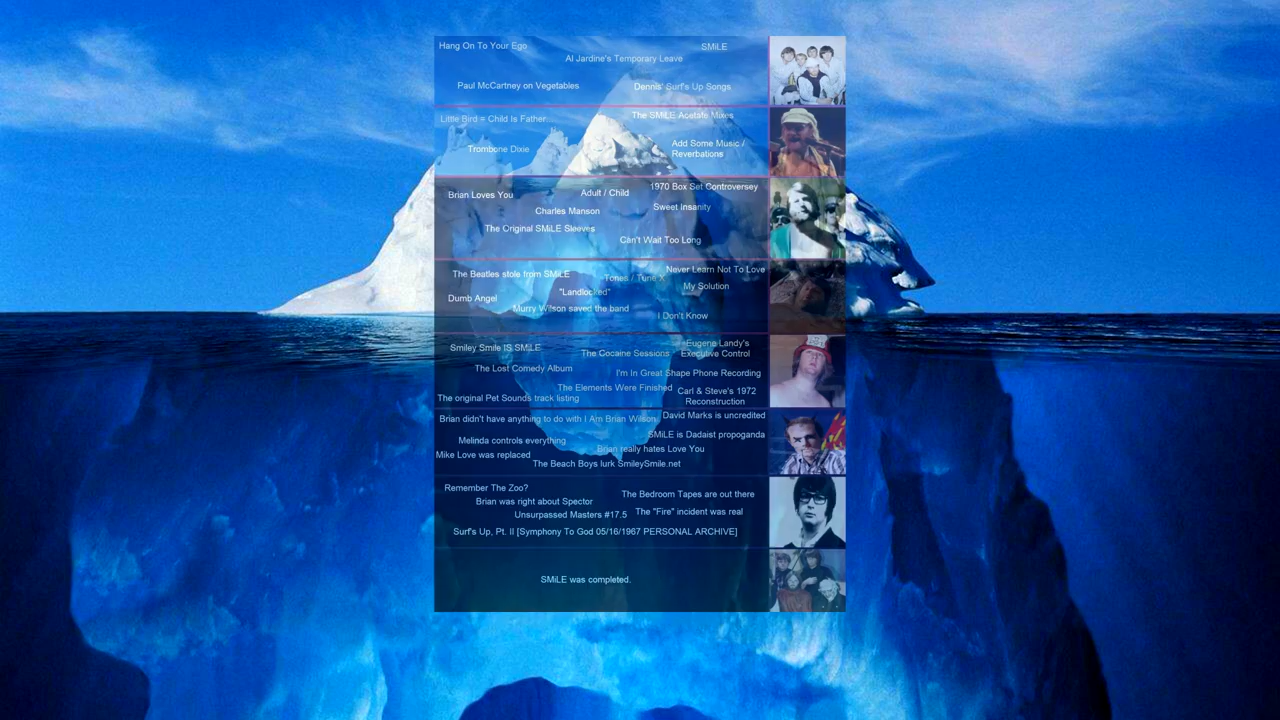 Hang On To Your Ego
SMiLE
Al Jardine's Temporary Leave
Paul McCartney on Vegetables
Dennis' Surf's Up Songs
Little Bird = Child Is Father
The SMiLE Acetate Mixes
Trombone Dixie
Add Some Music /
Reverbations
Brian Loves You
Adult / Child
1970 Box Set Controversey
Charles Manson
Sweet Insanity
The Original SMiLE Sleeves
Can't Wait Too Long
The Beatles stole from SMiLE
Tones / Tune X
Never Learn Not To Love
"Landlocked"
My Solution
Dumb Angel
Murry Wilson saved the band
I Don't Know
Smiley Smile IS SMiLE
The Cocaine Sessions
Eugene Landy's
Executive Control
The Lost Comedy Album
I'm In Great Shape Phone Recording
The Elements Were Finished
Carl & Steve's 1972
Reconstruction
The original Pet Sounds track listing
Brian didn't have anything to do with I Am Brian Wilson
David Marks is uncredited
Melinda controls everything
SMiLE is Dadaist propoganda
Brian really hates Love You
Mike Love was replaced
The Beach Boys lurk SmileySmile.net
Remember The Zoo?
Brian was right about Spector
The Bedroom Tapes are out there
Unsurpassed Masters #17.5
The "Fire" incident was real
Surf's Up, Pt. II [Symphony To God 05/16/1967 PERSONAL ARCHIVE]
SMiLE was completed.